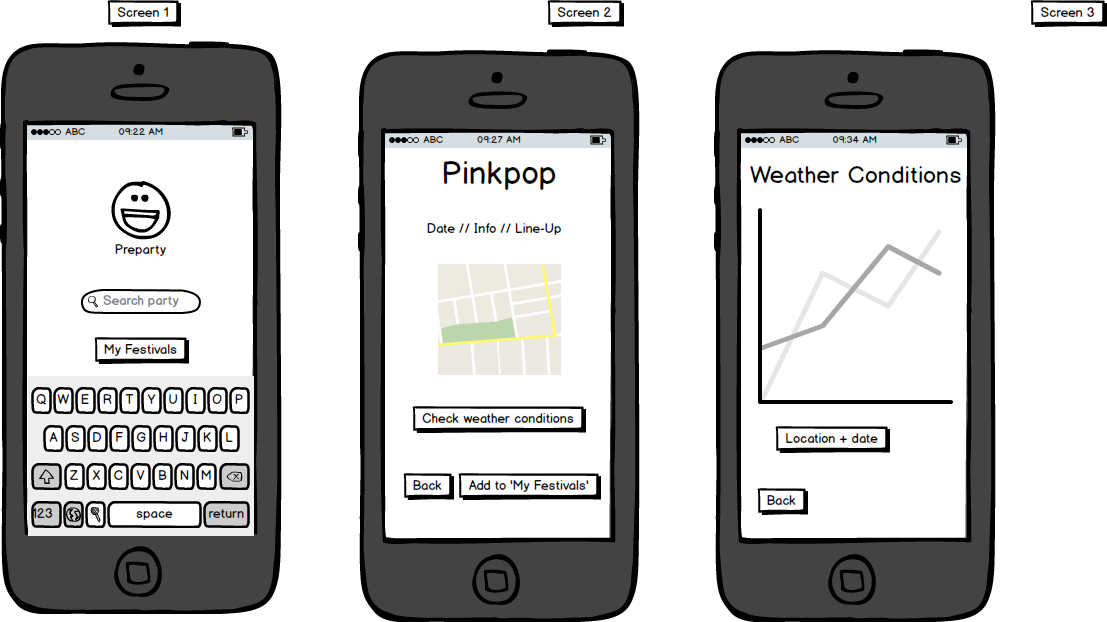 Screen 1
Screen 2
Screen 3
ABC 09:22 AM
Preparty
Search party
My Festivals
Q W E R T Y U I O P
A S D F G H J K L
Z X C V B N M
123 space return
ABC 09:27 AM
Pinkpop
Date // Info // Line-Up
Check weather conditions
Back Add to 'My Festivals'
ABC 09:34 AM
Weather Conditions
Location + date
Back